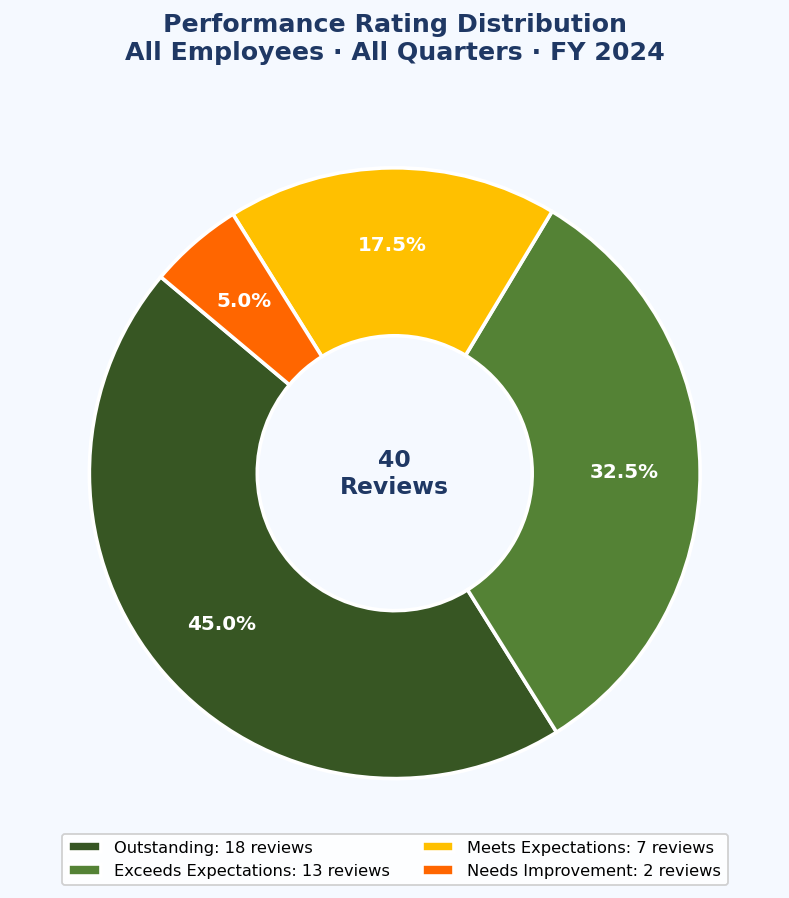 Performance Rating Distribution
All Employees · All Quarters · FY 2024
17.5%
5.0%
32.5%
40
Reviews
45.0%
Outstanding: 18 reviews
Exceeds Expectations: 13 reviews
Meets Expectations: 7 reviews
Needs Improvement: 2 reviews